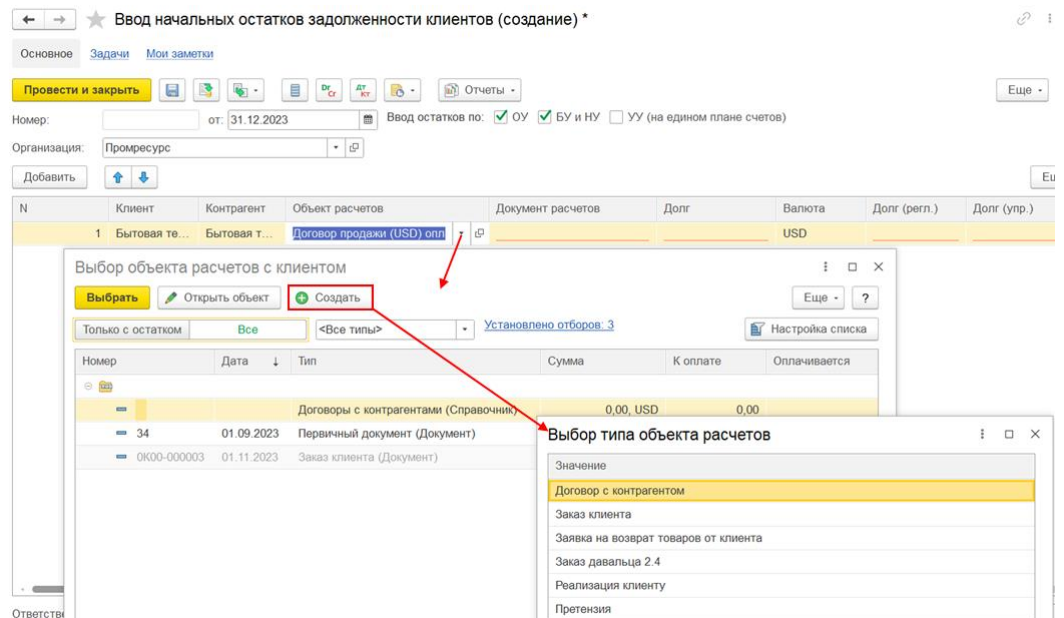 Ввод начальных остатков задолженности клиентов (создание) *
Основное Задачи Мои заметки
Провести и закрыть Dr Cr Дт Кт Отчеты Еще
Номер: от: 31.12.2023 Ввод остатков по: ОУ БУ и НУ УУ (на едином плане счетов)
Организация: Промресурс
Добавить
N Клиент Контрагент Объект расчетов Документ расчетов Долг Валюта Долг (регл.) Долг (упр.)
1 Бытовая те... Бытовая т... Договор продажи (USD) опл USD
Выбор объекта расчетов с клиентом
Выбрать Открыть объект Создать Еще ?
Только с остатком Все <Все типы> Установлено отборов: 3 Настройка списка
Номер Дата ↓ Тип Сумма К оплате Оплачивается
Договоры с контрагентами (Справочник) 0,00, USD 0,00
34 01.09.2023 Первичный документ (Документ)
0К00-000003 01.11.2023 Заказ клиента (Документ)
Выбор типа объекта расчетов
Значение
Договор с контрагентом
Заказ клиента
Заявка на возврат товаров от клиента
Заказ давальца 2.4
Реализация клиенту
Претензия